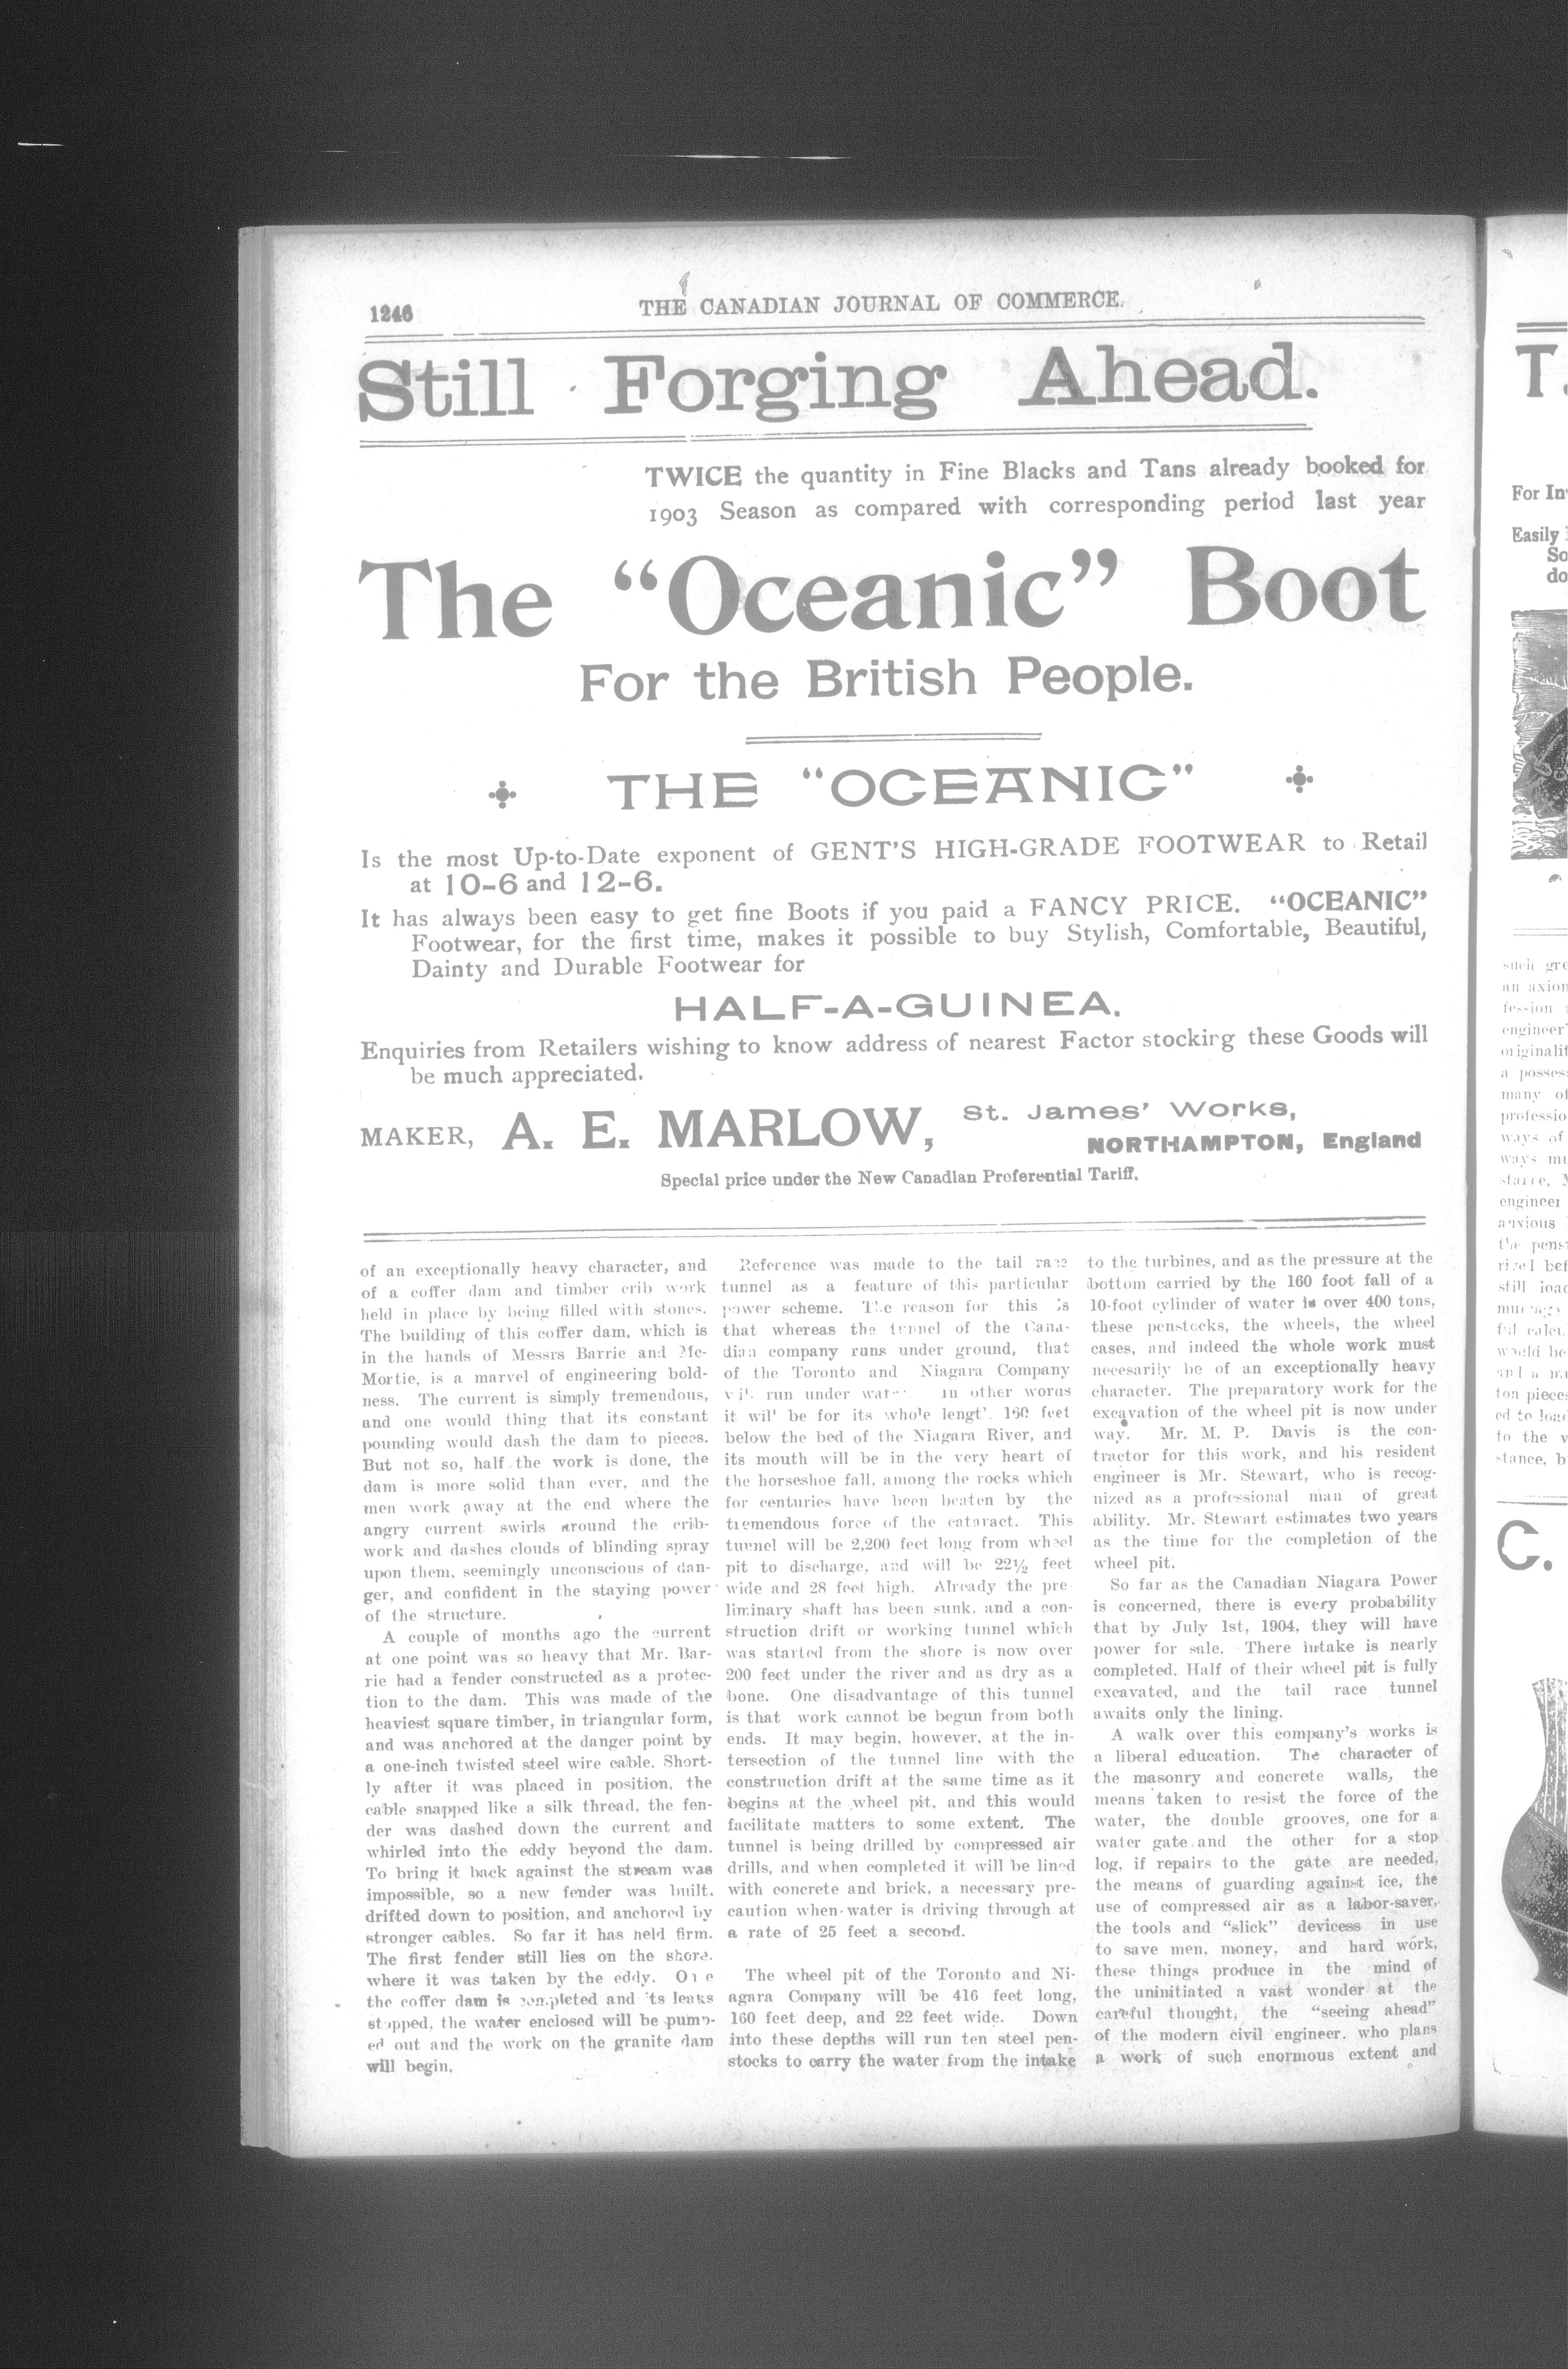 1246
THE CANADIAN JOURNAL OF COMMERCE.
Still Forging Ahead.
TWICE the quantity in Fine Blacks and Tans already booked for
1903 Season as compared with corresponding period last year
The "Oceanic" Boot
For the British People.
THE "OCEANIC"
Is the most Up-to-Date exponent of GENT'S HIGH-GRADE FOOTWEAR to Retail
at 10-6 and 12-6.
It has always been easy to get fine Boots if you paid a FANCY PRICE. "OCEANIC"
Footwear, for the first time, makes it possible to buy Stylish, Comfortable, Beautiful,
Dainty and Durable Footwear for
HALF-A-GUINEA.
Enquiries from Retailers wishing to know address of nearest Factor stocking these Goods will
be much appreciated.
MAKER, A. E. MARLOW, St. James' Works,
NORTHAMPTON, England
Special price under the New Canadian Preferential Tariff.
of an exceptionally heavy character, and
of a coffer dam and timber crib work
held in place by being filled with stones.
The building of this coffer dam, which is
in the hands of Messrs Barrie and Mc-
Mortie, is a marvel of engineering bold-
ness. The current is simply tremendous,
and one would thing that its constant
pounding would dash the dam to pieces.
But not so, half the work is done, the
dam is more solid than ever, and the
men work away at the end where the
angry current swirls around the crib-
work and dashes clouds of blinding spray
upon them, seemingly unconscious of dan-
ger, and confident in the staying power
of the structure.
A couple of months ago the current
at one point was so heavy that Mr. Bar-
rie had a fender constructed as a protec-
tion to the dam. This was made of the
heaviest square timber, in triangular form,
and was anchored at the danger point by
a one-inch twisted steel wire cable. Short-
ly after it was placed in position, the
cable snapped like a silk thread, the fen-
der was dashed down the current and
whirled into the eddy beyond the dam.
To bring it back against the stream was
impossible, so a new fender was built,
drifted down to position, and anchored by
stronger cables. So far it has held firm.
The first fender still lies on the shore.
where it was taken by the eddy. Once
the coffer dam is completed and its leaks
stopped, the water enclosed will be pump-
ed out and the work on the granite dam
will begin.
Reference was made to the tail race
tunnel as a feature of this particular
power scheme. The reason for this is
that whereas the tunnel of the Cana-
dian company runs under ground, that
of the Toronto and Niagara Company
will run under water in other words
it will be for its whole length 160 feet
below the bed of the Niagara River, and
its mouth will be in the very heart of
the horseshoe fall, among the rocks which
for centuries have been beaten by the
tremendous force of the cataract. This
tunnel will be 2,200 feet long from wheel
pit to discharge, and will be 22½ feet
wide and 28 feet high. Already the pre-
liminary shaft has been sunk, and a con-
struction drift or working tunnel which
was started from the shore is now over
200 feet under the river and as dry as a
bone. One disadvantage of this tunnel
is that work cannot be begun from both
ends. It may begin, however, at the in-
tersection of the tunnel line with the
construction drift at the same time as it
begins at the wheel pit, and this would
facilitate matters to some extent. The
tunnel is being drilled by compressed air
drills, and when completed it will be lined
with concrete and brick, a necessary pre-
caution when water is driving through at
a rate of 25 feet a second.
The wheel pit of the Toronto and Ni-
agara Company will be 416 feet long,
160 feet deep, and 22 feet wide. Down
into these depths will run ten steel pen-
stocks to carry the water from the intake
to the turbines, and as the pressure at the
bottom carried by the 160 foot fall of a
10-foot cylinder of water is over 400 tons,
these penstocks, the wheels, the wheel
cases, and indeed the whole work must
necesarily be of an exceptionally heavy
character. The preparatory work for the
excavation of the wheel pit is now under
way. Mr. M. P. Davis is the con-
tractor for this work, and his resident
engineer is Mr. Stewart, who is recog-
nized as a professional man of great
ability. Mr. Stewart estimates two years
as the time for the completion of the
wheel pit.
So far as the Canadian Niagara Power
is concerned, there is every probability
that by July 1st, 1904, they will have
power for sale. There intake is nearly
completed. Half of their wheel pit is fully
excavated, and the tail race tunnel
awaits only the lining.
A walk over this company's works is
a liberal education. The character of
the masonry and concrete walls, the
means taken to resist the force of the
water, the double grooves, one for a
water gate and the other for a stop
log, if repairs to the gate are needed,
the means of guarding against ice, the
use of compressed air as a labor-saver,
the tools and "slick" devicess in use
to save men, money, and hard work,
these things produce in the mind of
the uninitiated a vast wonder at the
careful thought, the "seeing ahead"
of the modern civil engineer, who plans
a work of such enormous extent and
T.
For In
Easily
So
do
such gre
an axiom
engineer'
originalit
a posses
many of
professio
ways of
engineer
anxious
the pens
still load
would be
ton pieces
ed to load
to the v
stance, b
C.